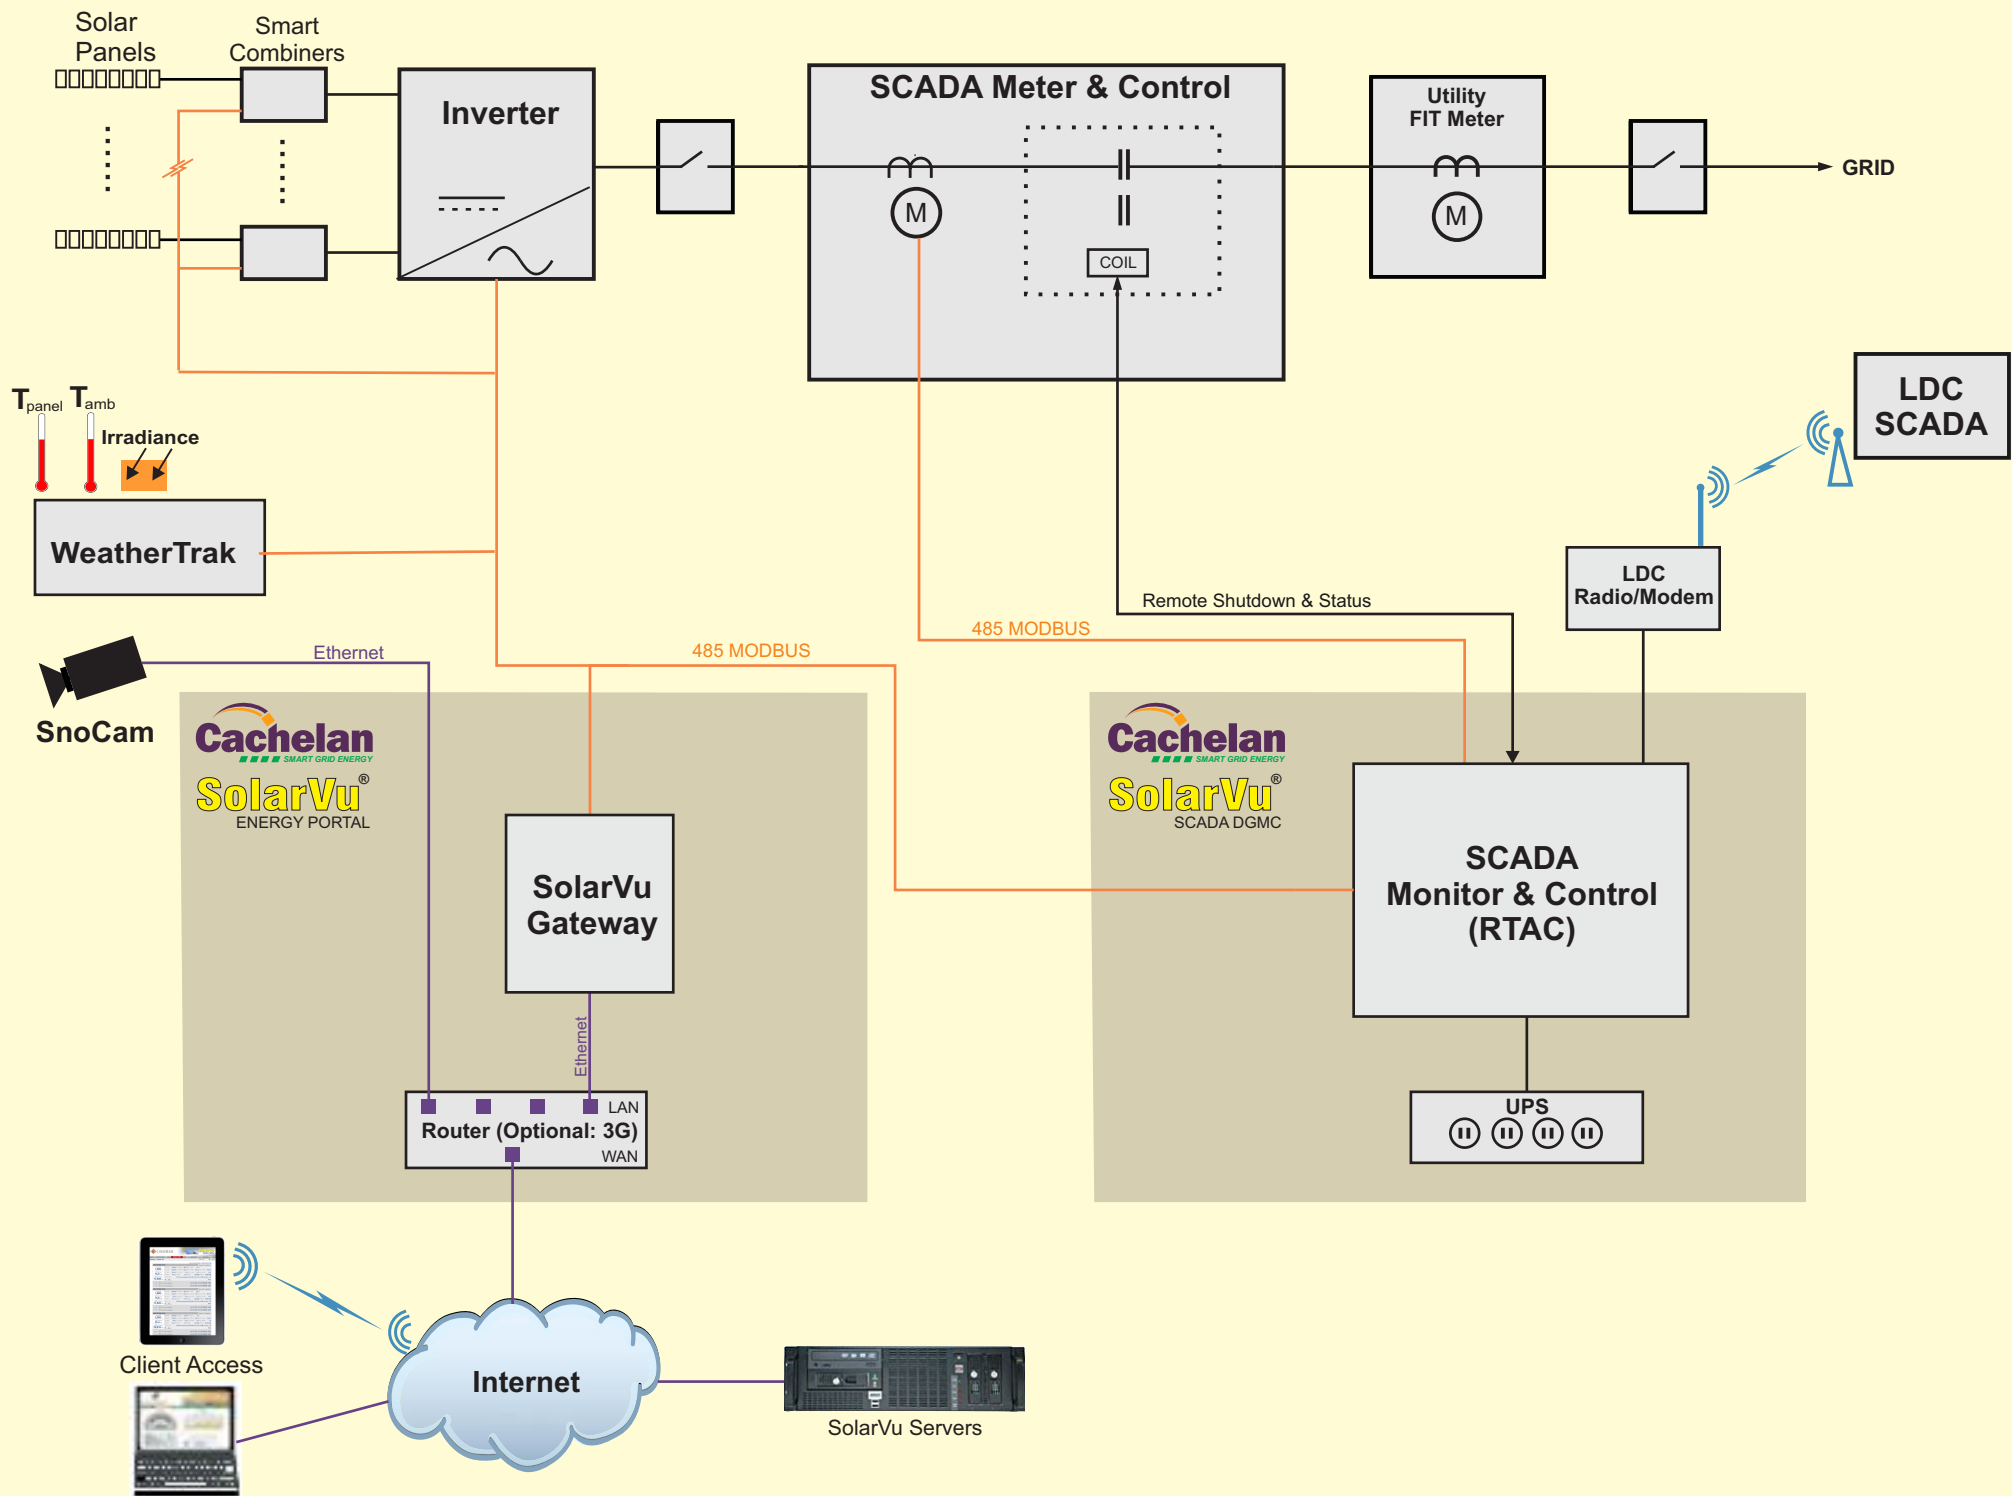 Solar
Panels
Smart
Combiners
Inverter
SCADA Meter & Control
M
COIL
Utility
FIT Meter
M
GRID
Tpanel
Tamb
Irradiance
WeatherTrak
LDC
SCADA
LDC
Radio/Modem
Remote Shutdown & Status
485 MODBUS
485 MODBUS
Ethernet
SnoCam
Cachelan
SMART GRID ENERGY
SolarVu®
ENERGY PORTAL
SolarVu
Gateway
Ethernet
LAN
Router (Optional: 3G)
WAN
Cachelan
SMART GRID ENERGY
SolarVu®
SCADA DGMC
SCADA
Monitor & Control
(RTAC)
UPS
Client Access
Internet
SolarVu Servers